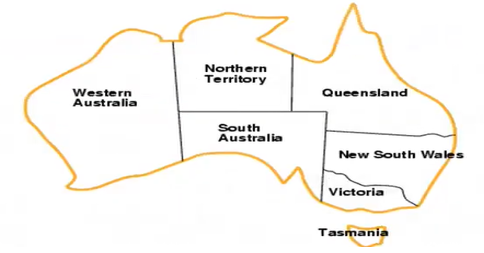 Northern
Territory
Western
Australia
Queensland
South
Australia
New South Wales
Victoria
Tasmania